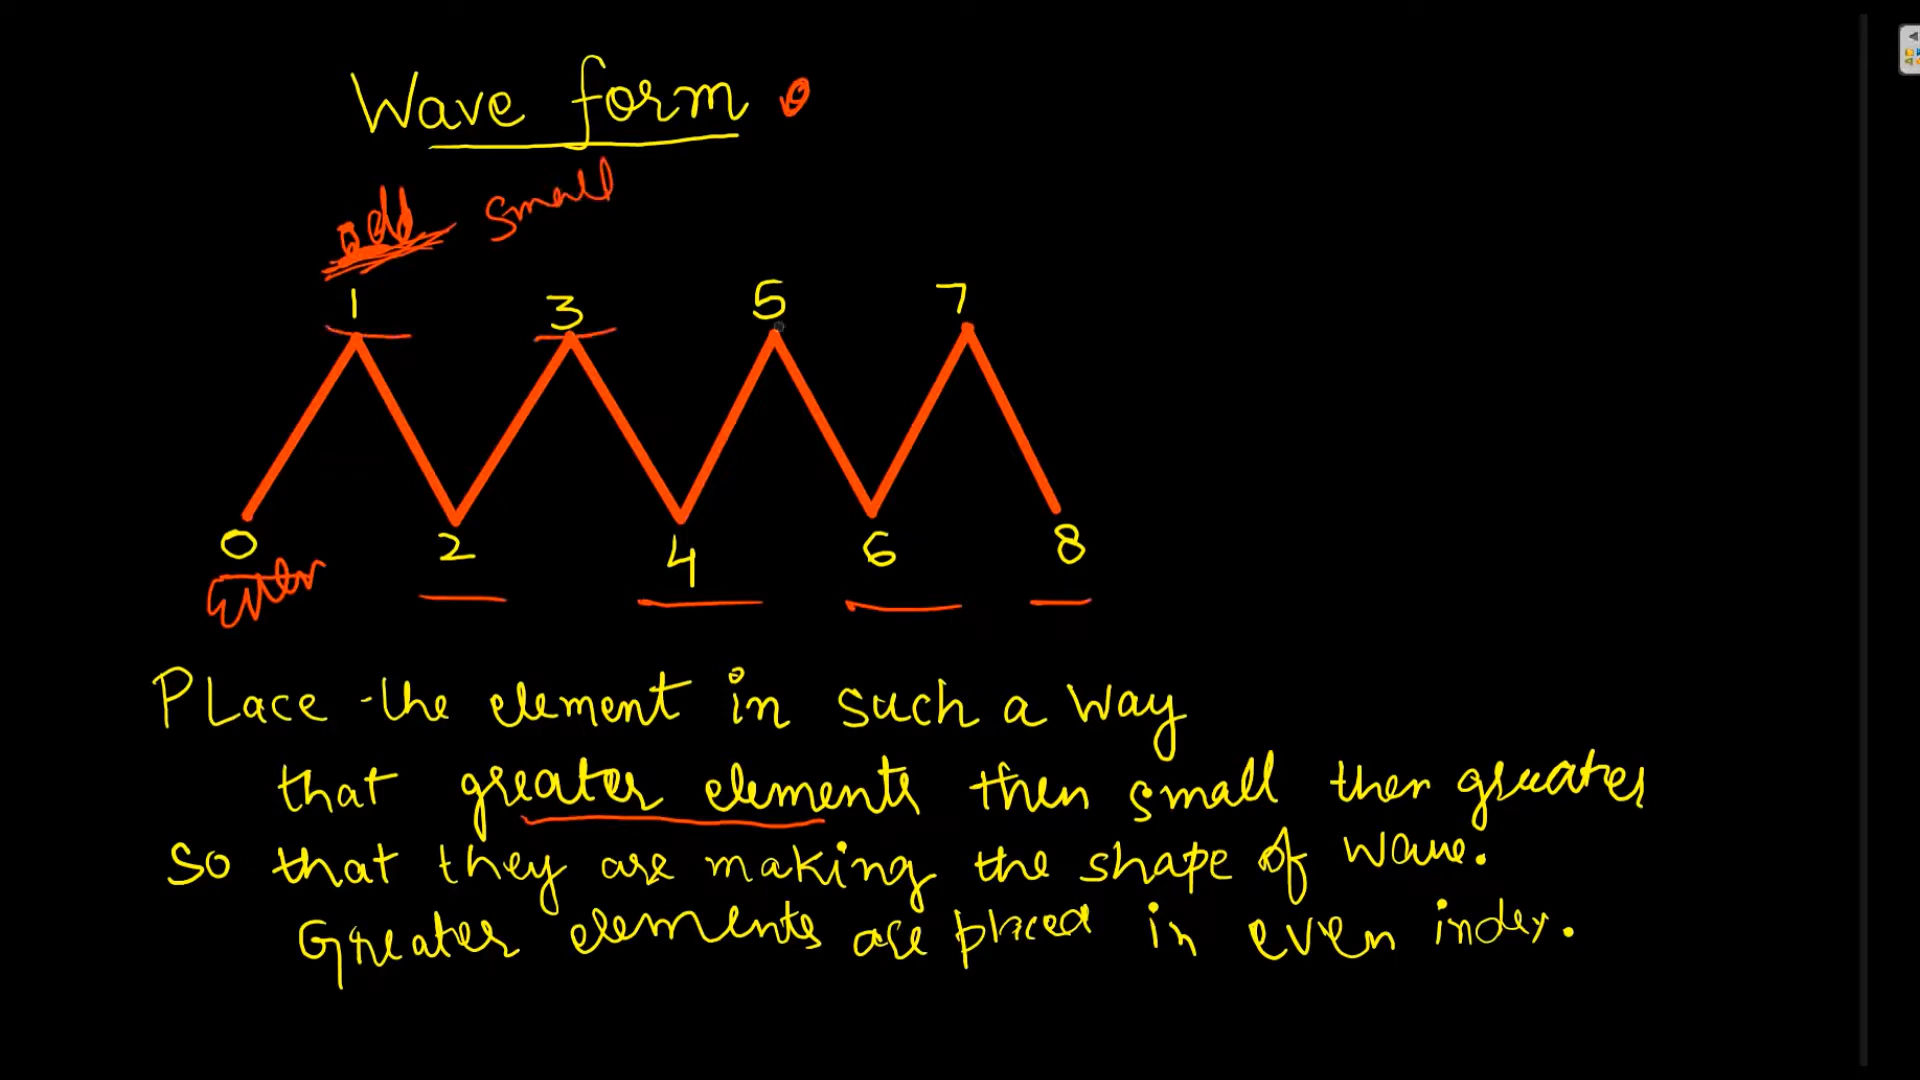 Wave form
odd small
1 3 5 7
0 2 4 6 8
Place the element in such a way
that greater elements then small then greater
So that they are making the shape of wave.
Greater elements are placed in even index.